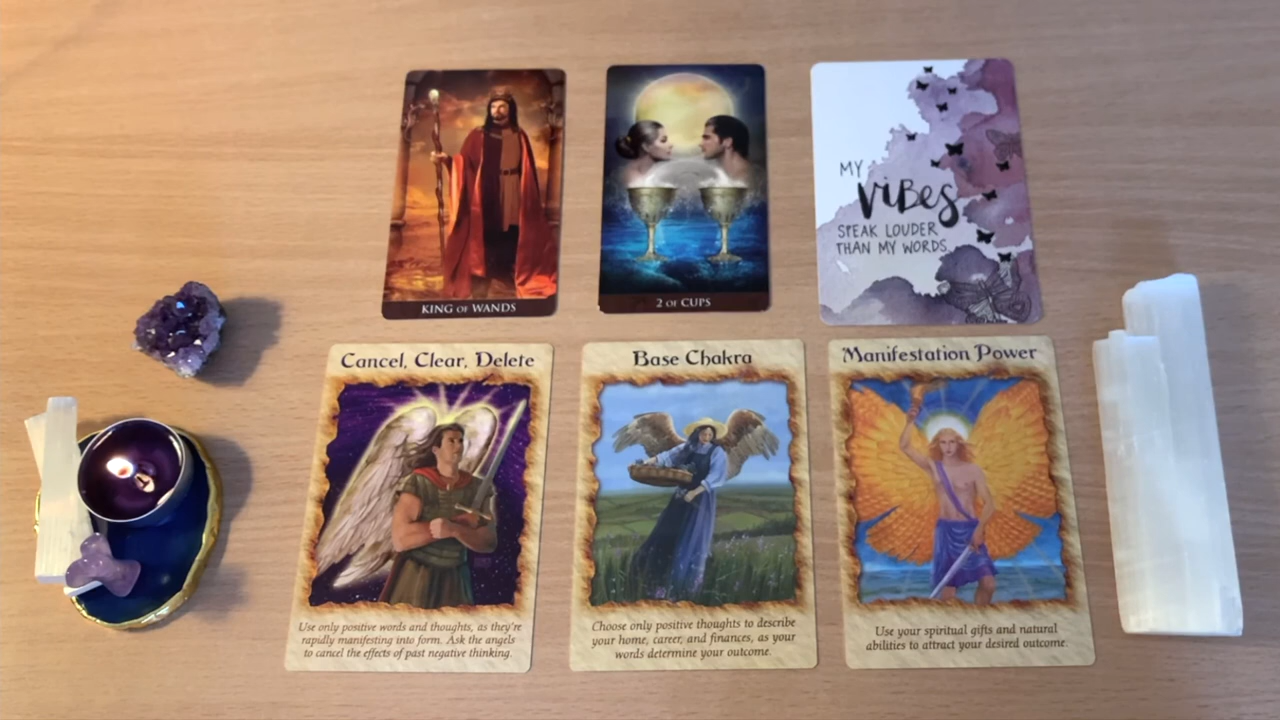 KING OF WANDS
2 OF CUPS
MY
VIBES
SPEAK LOUDER
THAN MY WORDS
Cancel, Clear, Delete
Use only positive words and thoughts, as they're
rapidly manifesting into form. Ask the angels
to cancel the effects of past negative thinking.
Base Chakra
Choose only positive thoughts to describe
your home, career, and finances, as your
words determine your outcome.
Manifestation Power
Use your spiritual gifts and natural
abilities to attract your desired outcome.